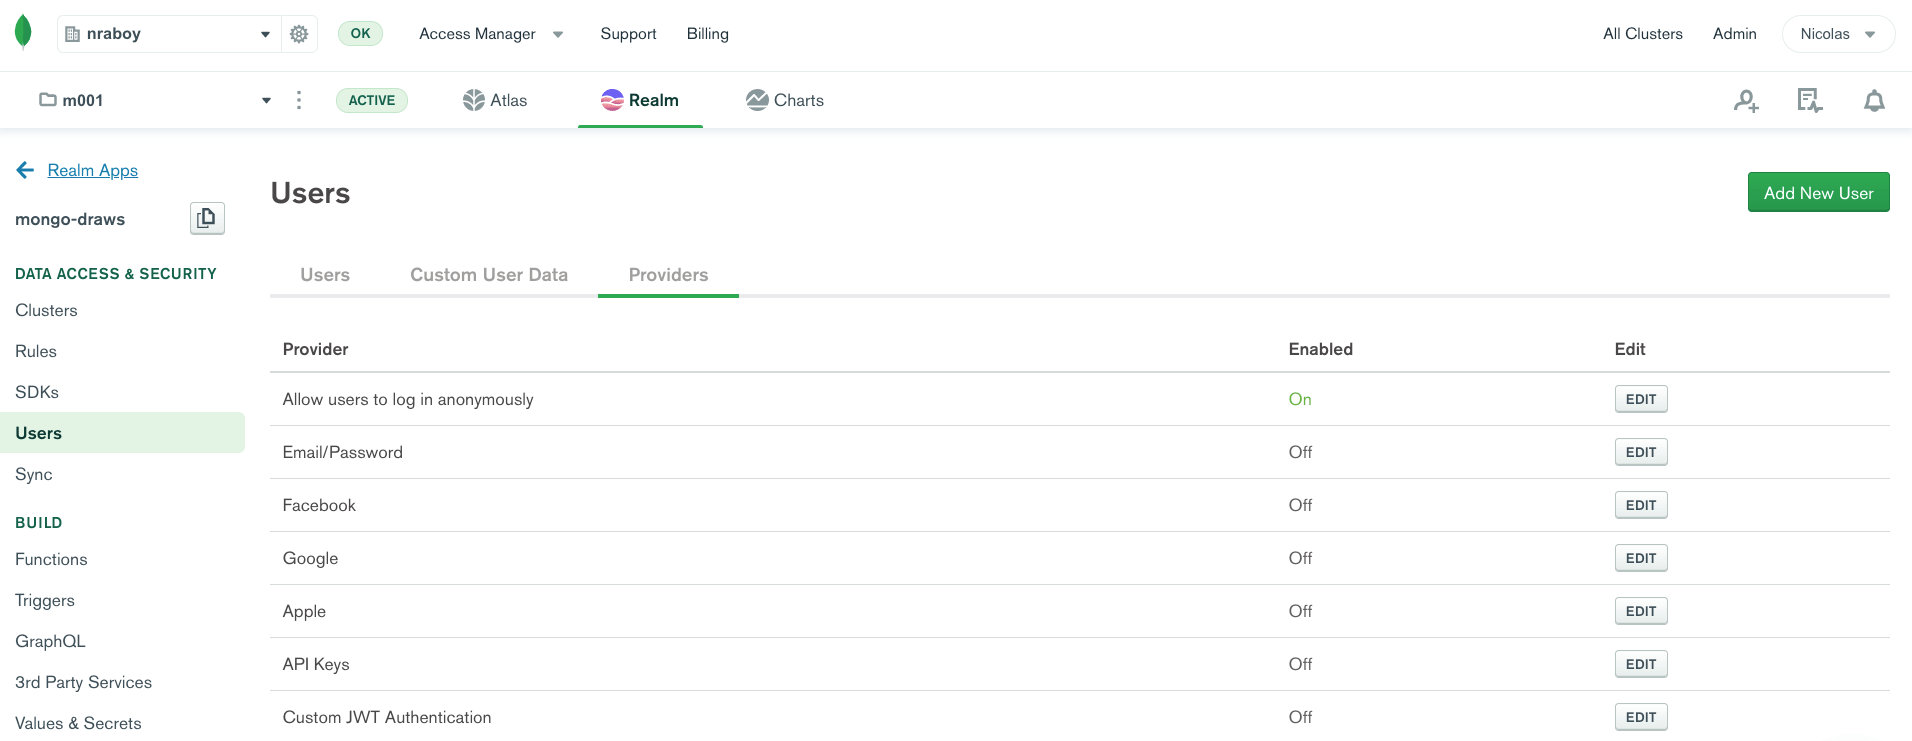 nraboy OK Access Manager Support Billing All Clusters Admin Nicolas
m001 ACTIVE Atlas Realm Charts
Realm Apps
mongo-draws
DATA ACCESS & SECURITY
Clusters
Rules
SDKs
Users
Sync
BUILD
Functions
Triggers
GraphQL
3rd Party Services
Values & Secrets
Users Add New User
Users Custom User Data Providers
Provider Enabled Edit
Allow users to log in anonymously On EDIT
Email/Password Off EDIT
Facebook Off EDIT
Google Off EDIT
Apple Off EDIT
API Keys Off EDIT
Custom JWT Authentication Off EDIT